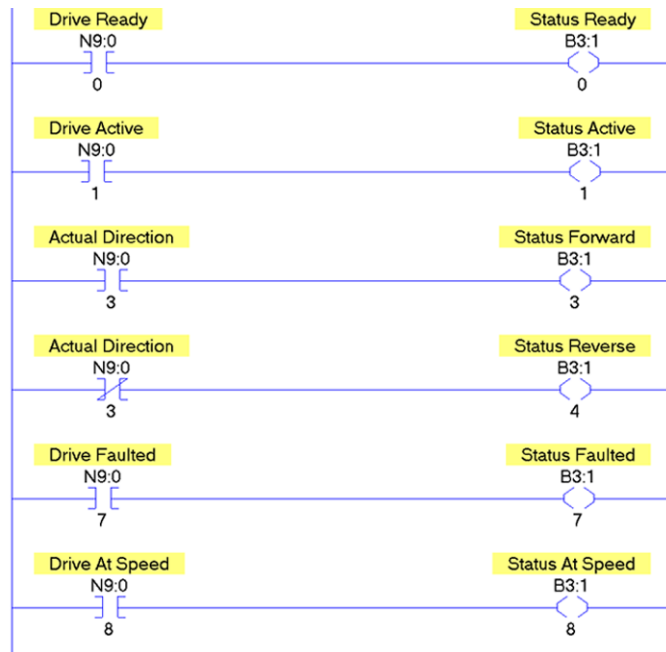 Drive Ready Status Ready
N9:0 B3:1
0 0
Drive Active Status Active
N9:0 B3:1
1 1
Actual Direction Status Forward
N9:0 B3:1
3 3
Actual Direction Status Reverse
N9:0 B3:1
3 4
Drive Faulted Status Faulted
N9:0 B3:1
7 7
Drive At Speed Status At Speed
N9:0 B3:1
8 8